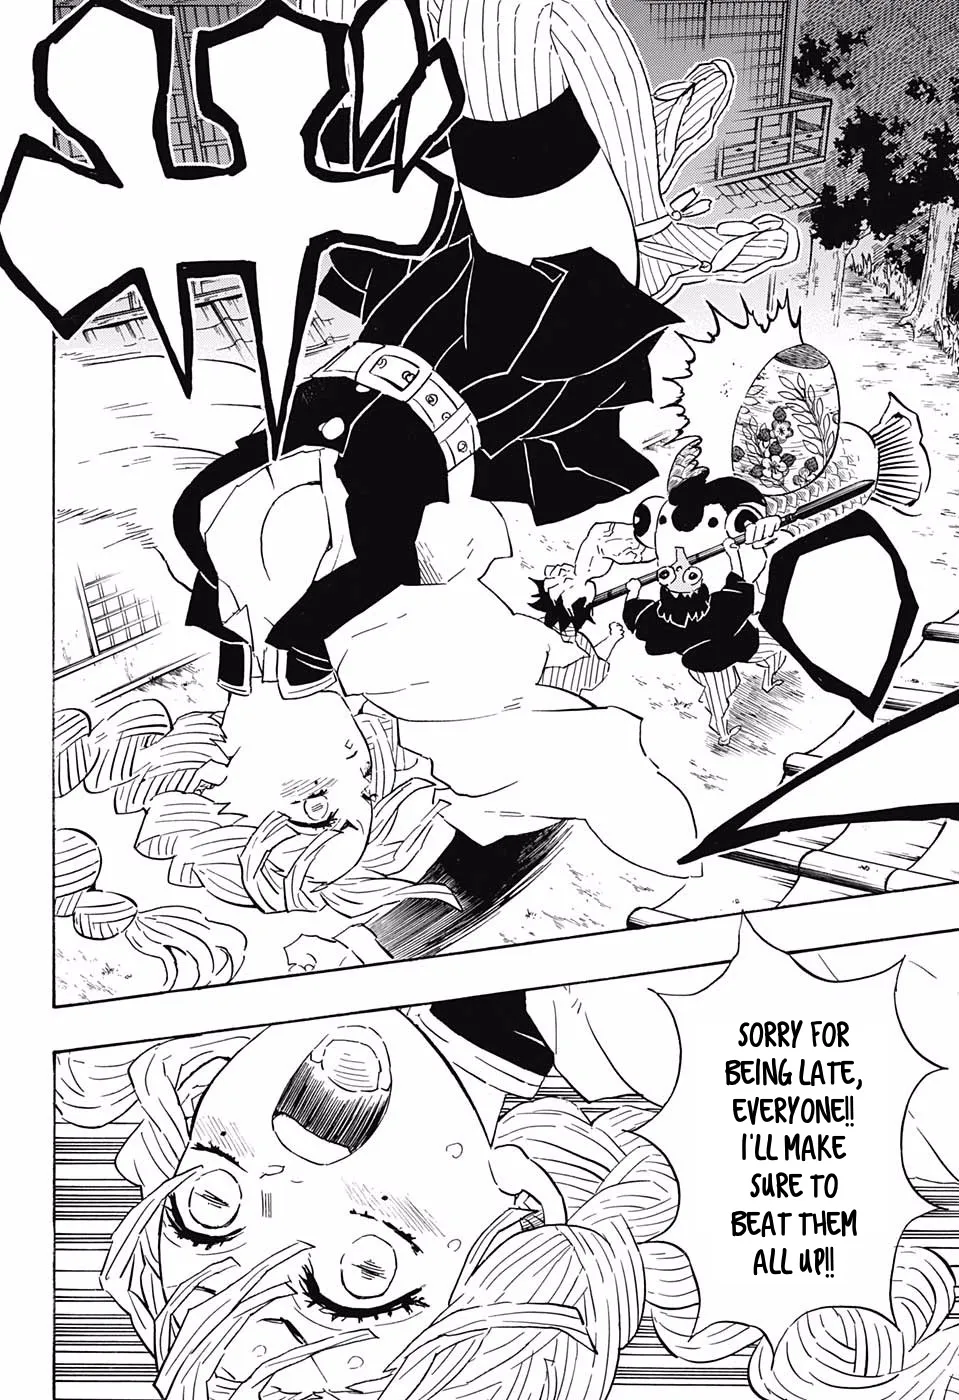 SORRY FOR
BEING LATE,
EVERYONE!!
I'LL MAKE
SURE TO
BEAT THEM
ALL UP!!